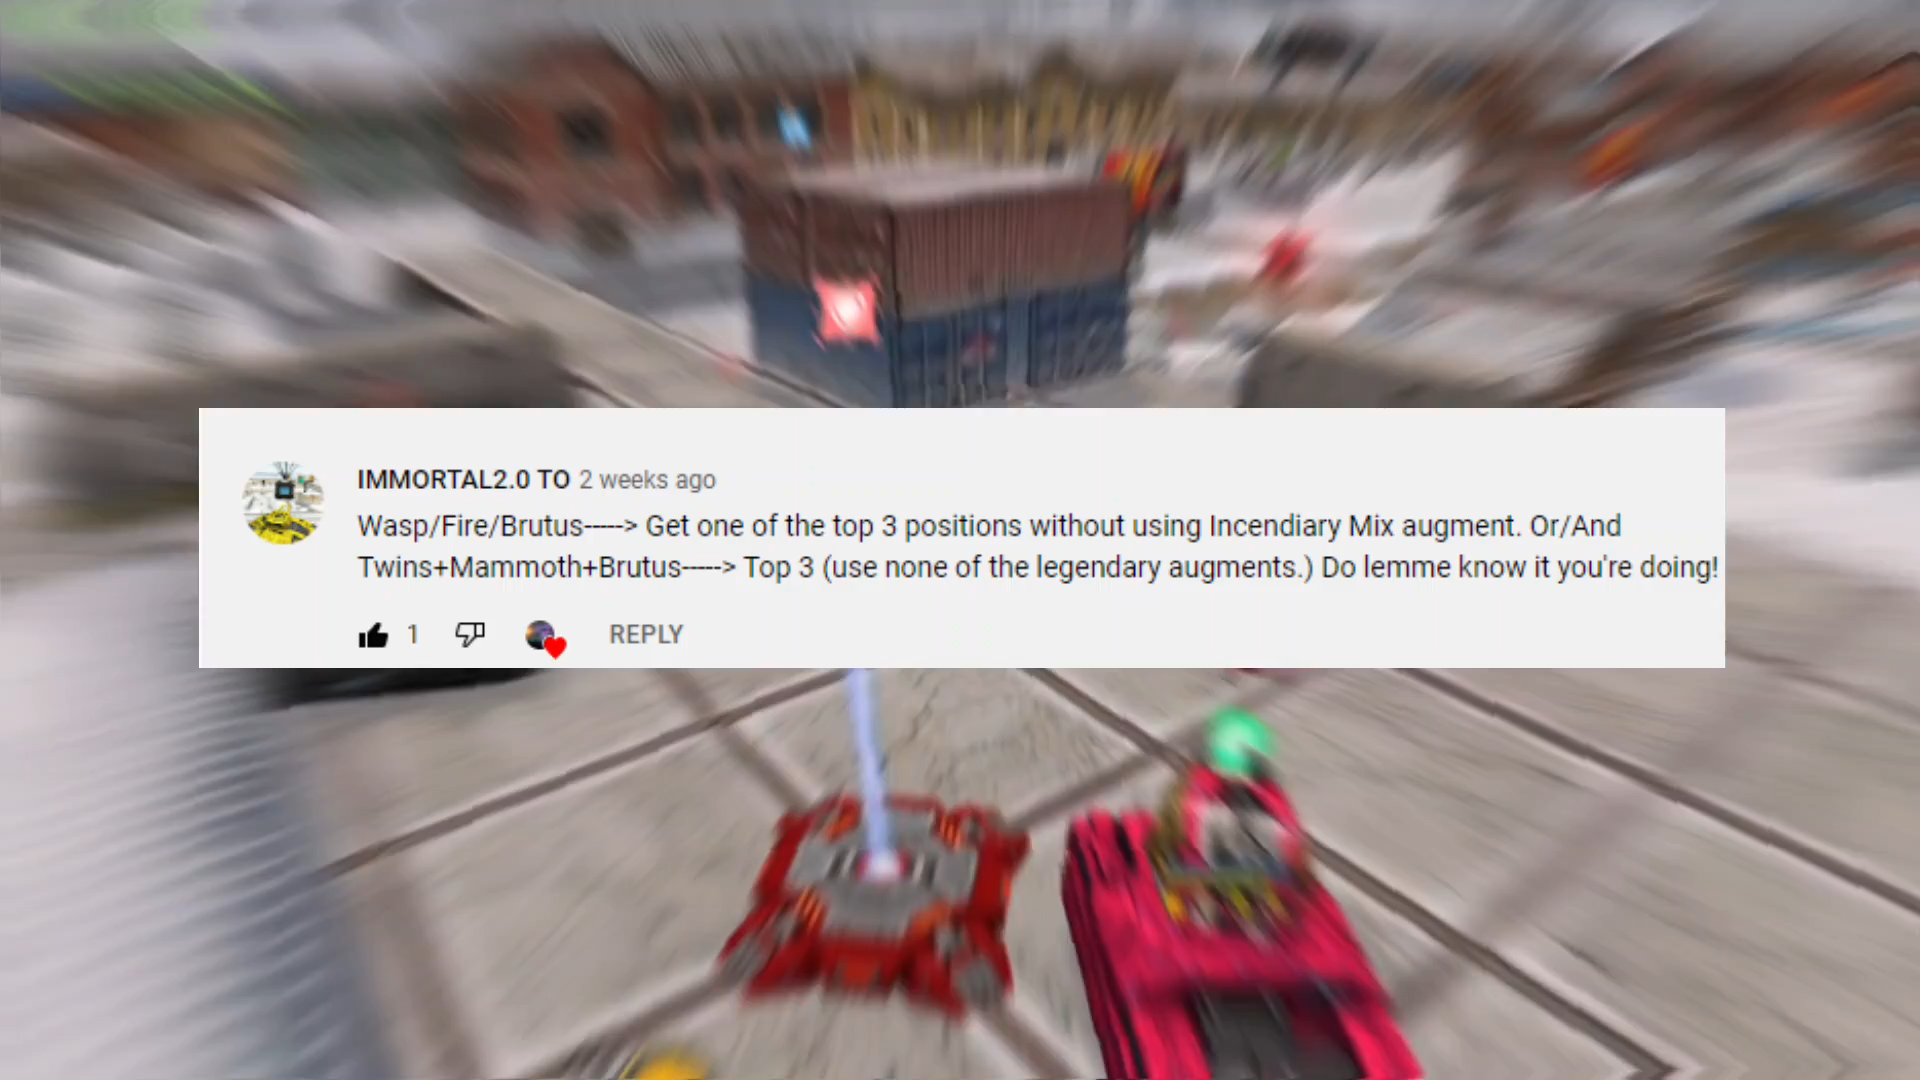 IMMORTAL2.0 TO 2 weeks ago
Wasp/Fire/Brutus-----> Get one of the top 3 positions without using Incendiary Mix augment. Or/And
Twins+Mammoth+Brutus-----> Top 3 (use none of the legendary augments.) Do lemme know it you're doing!
1 REPLY